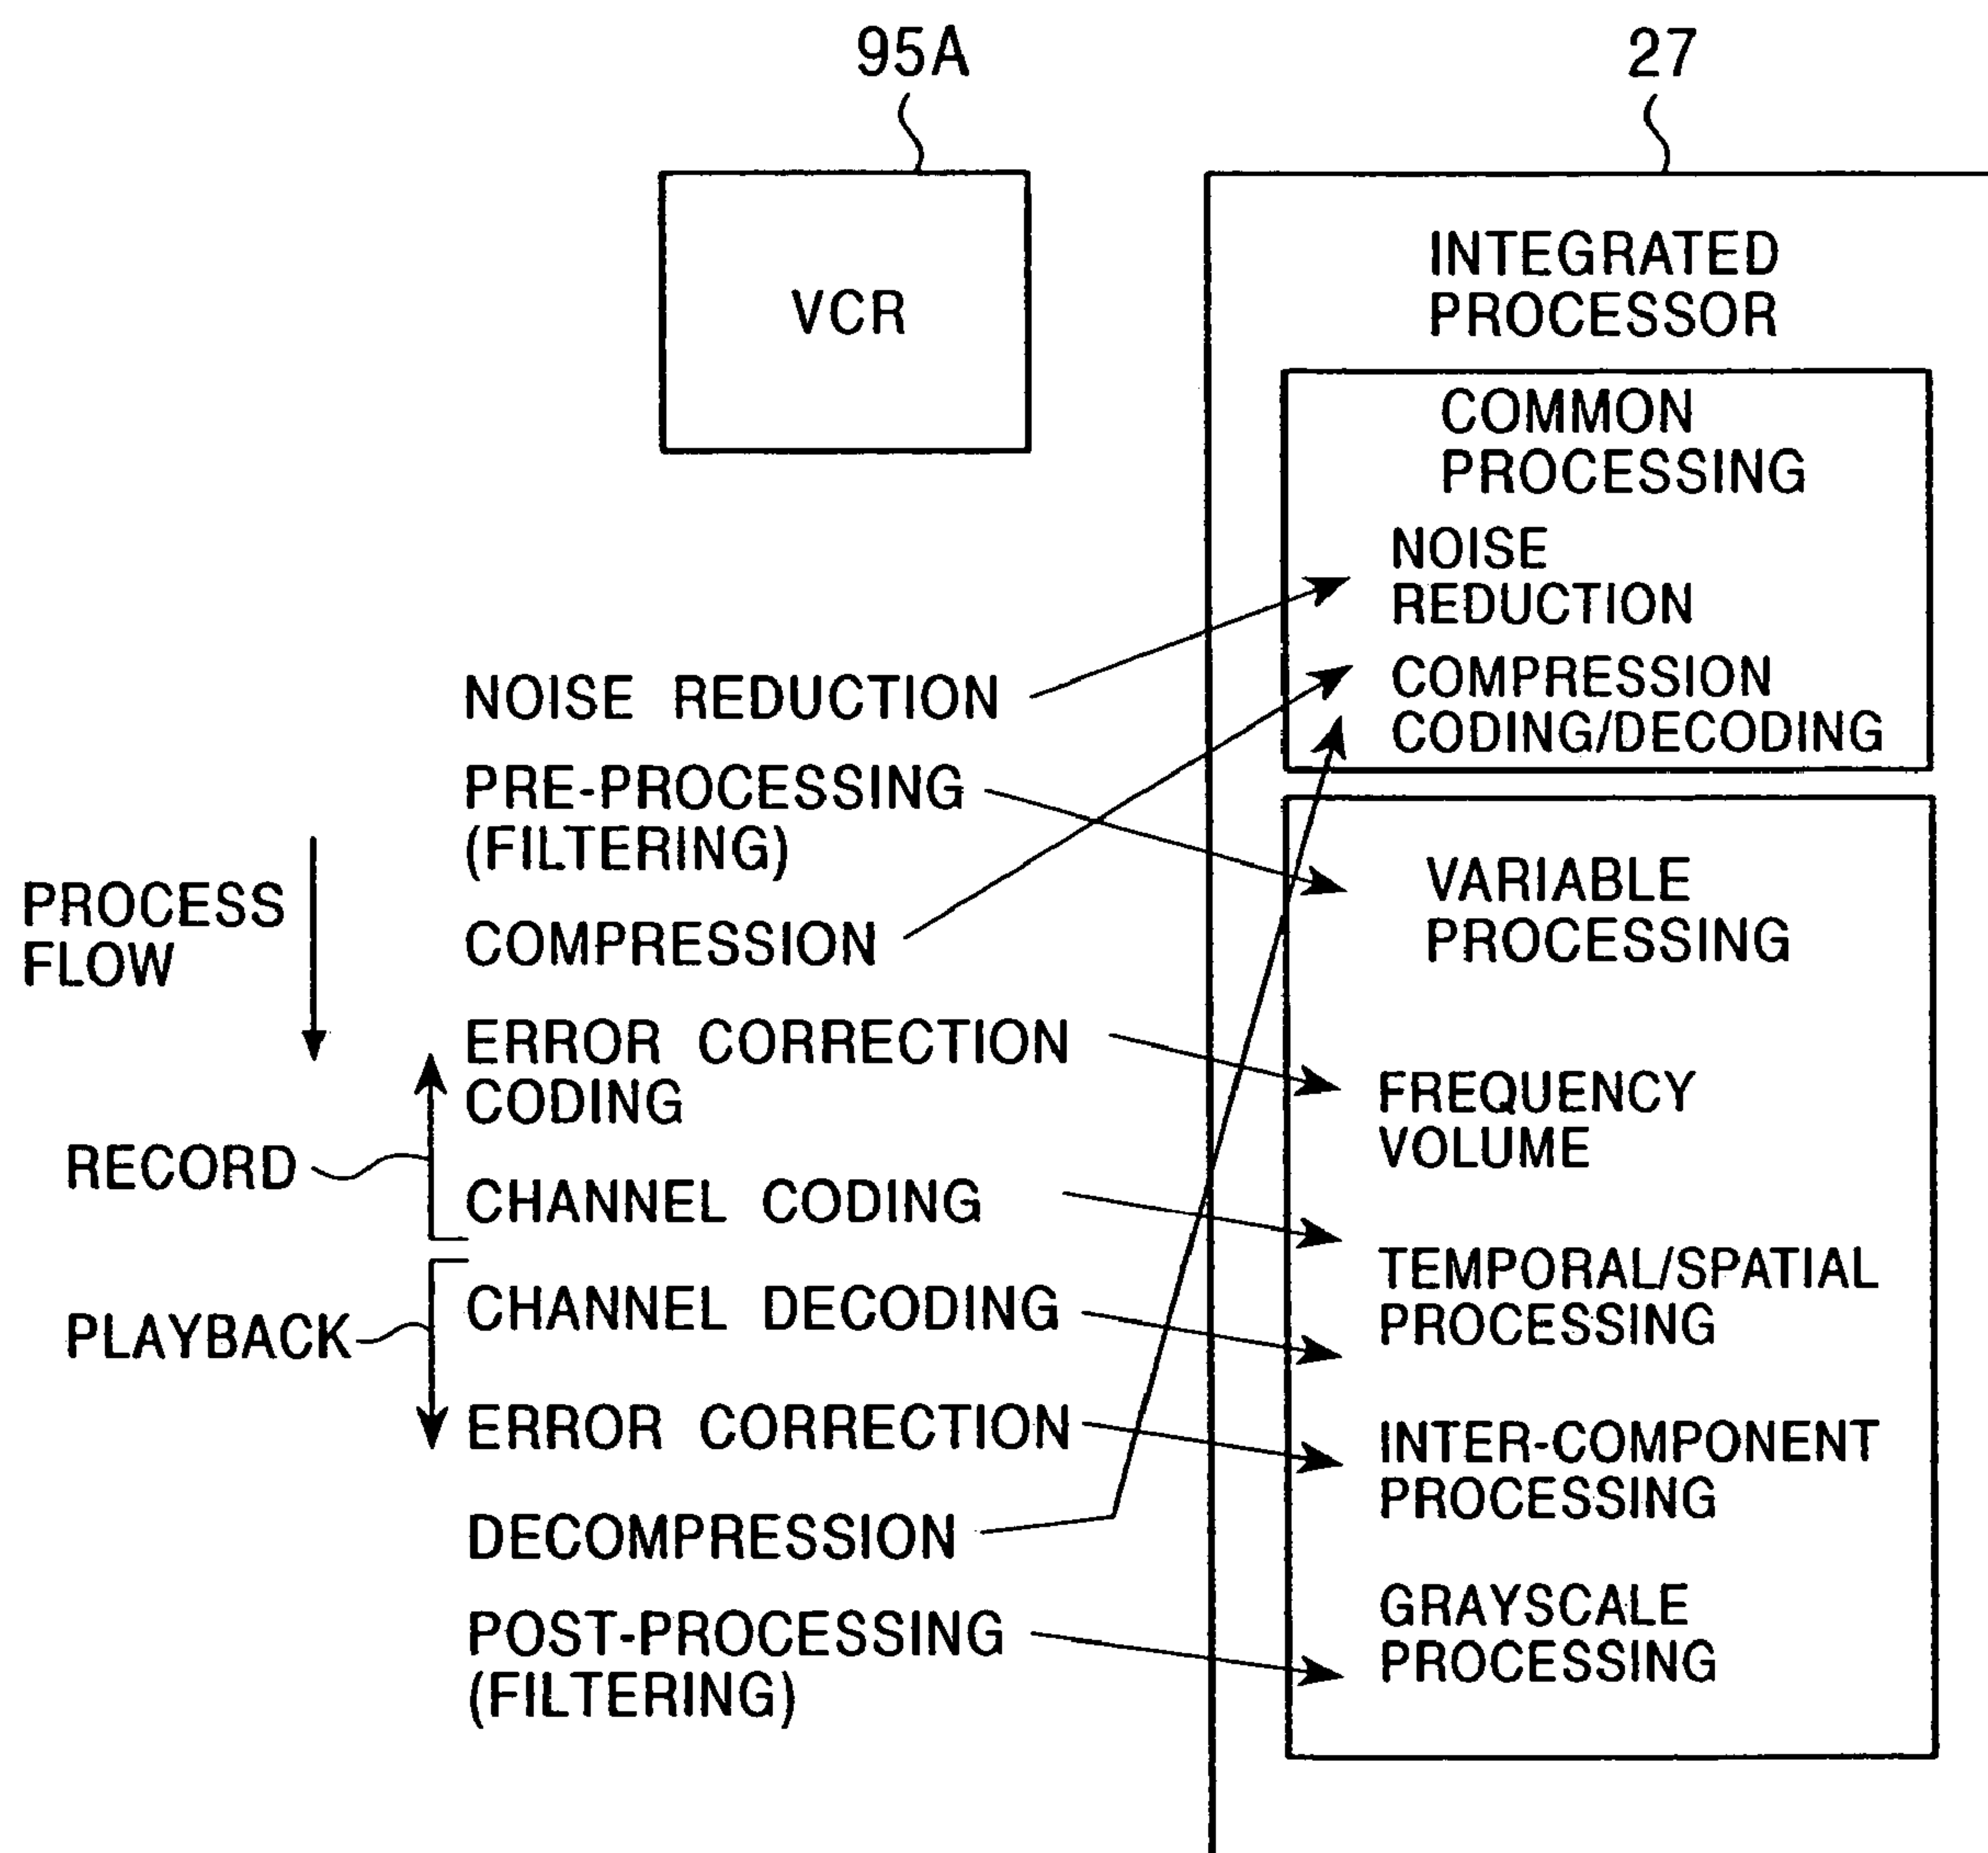 95A
27
VCR
INTEGRATED
PROCESSOR
COMMON
PROCESSING
NOISE
REDUCTION
COMPRESSION
CODING/DECODING
NOISE REDUCTION
PRE-PROCESSING
(FILTERING)
COMPRESSION
ERROR CORRECTION
CODING
CHANNEL CODING
CHANNEL DECODING
ERROR CORRECTION
DECOMPRESSION
POST-PROCESSING
(FILTERING)
PROCESS
FLOW
RECORD
PLAYBACK
VARIABLE
PROCESSING
FREQUENCY
VOLUME
TEMPORAL/SPATIAL
PROCESSING
INTER-COMPONENT
PROCESSING
GRAYSCALE
PROCESSING